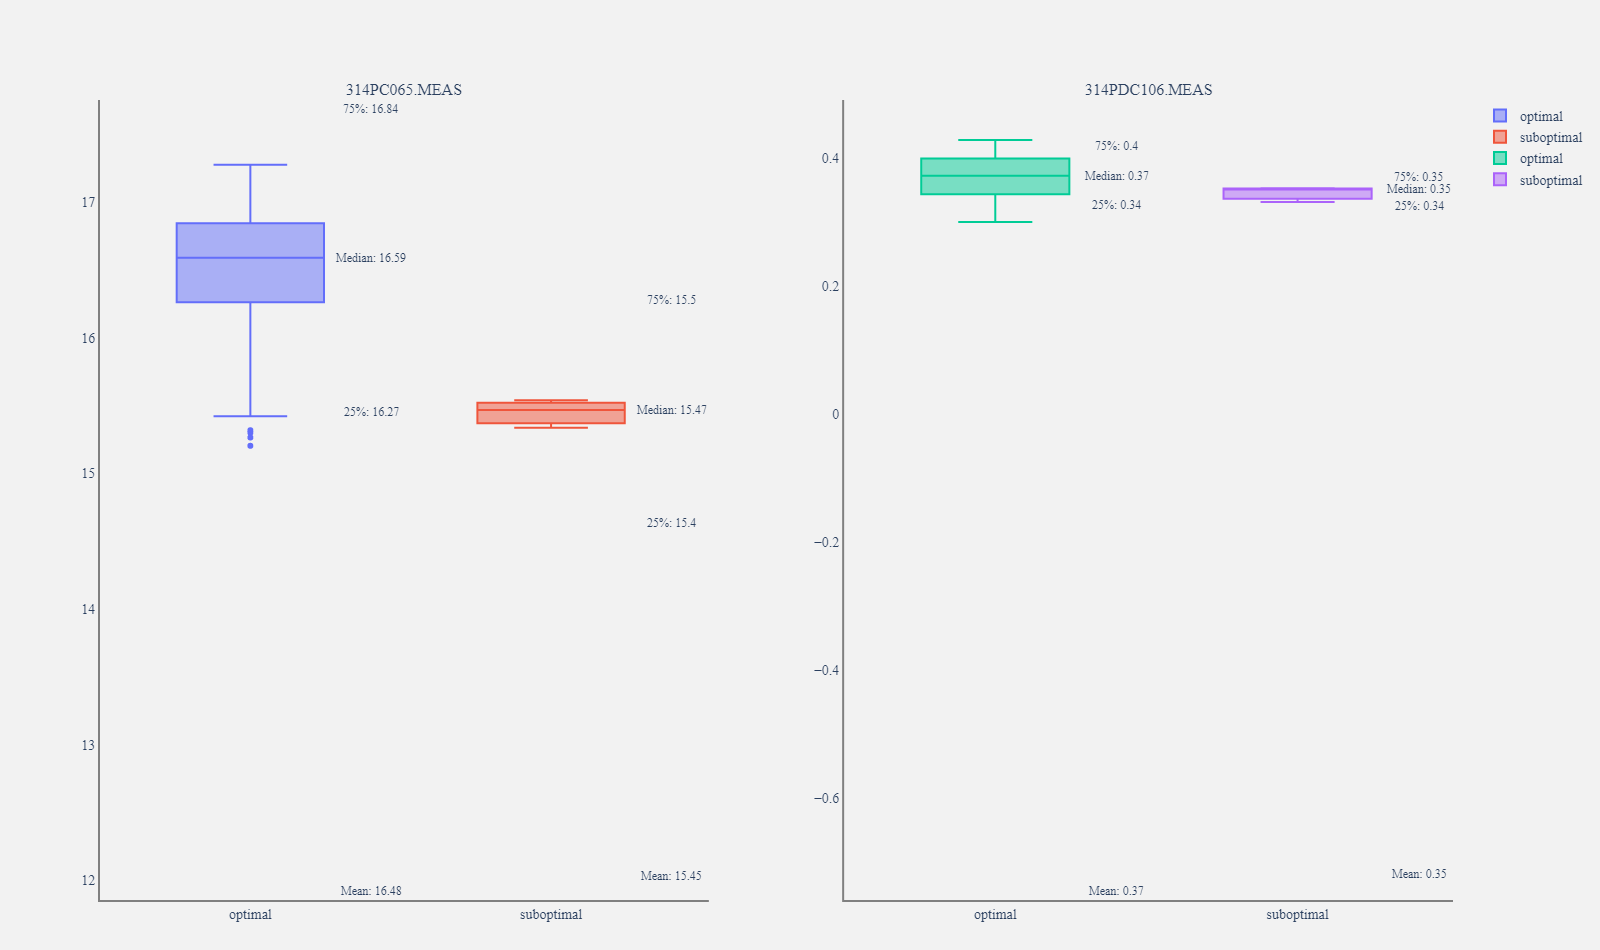 314PC065.MEAS
75%: 16.84
17
Median: 16.59
75%: 15.5
16
25%: 16.27
Median: 15.47
15
25%: 15.4
14
13
12
Mean: 15.45
Mean: 16.48
optimal
suboptimal
314PDC106.MEAS
75%: 0.4
0.4
Median: 0.37
75%: 0.35
Median: 0.35
25%: 0.34
25%: 0.34
0.2
0
−0.2
−0.4
−0.6
Mean: 0.35
Mean: 0.37
optimal
suboptimal
optimal
suboptimal
optimal
suboptimal